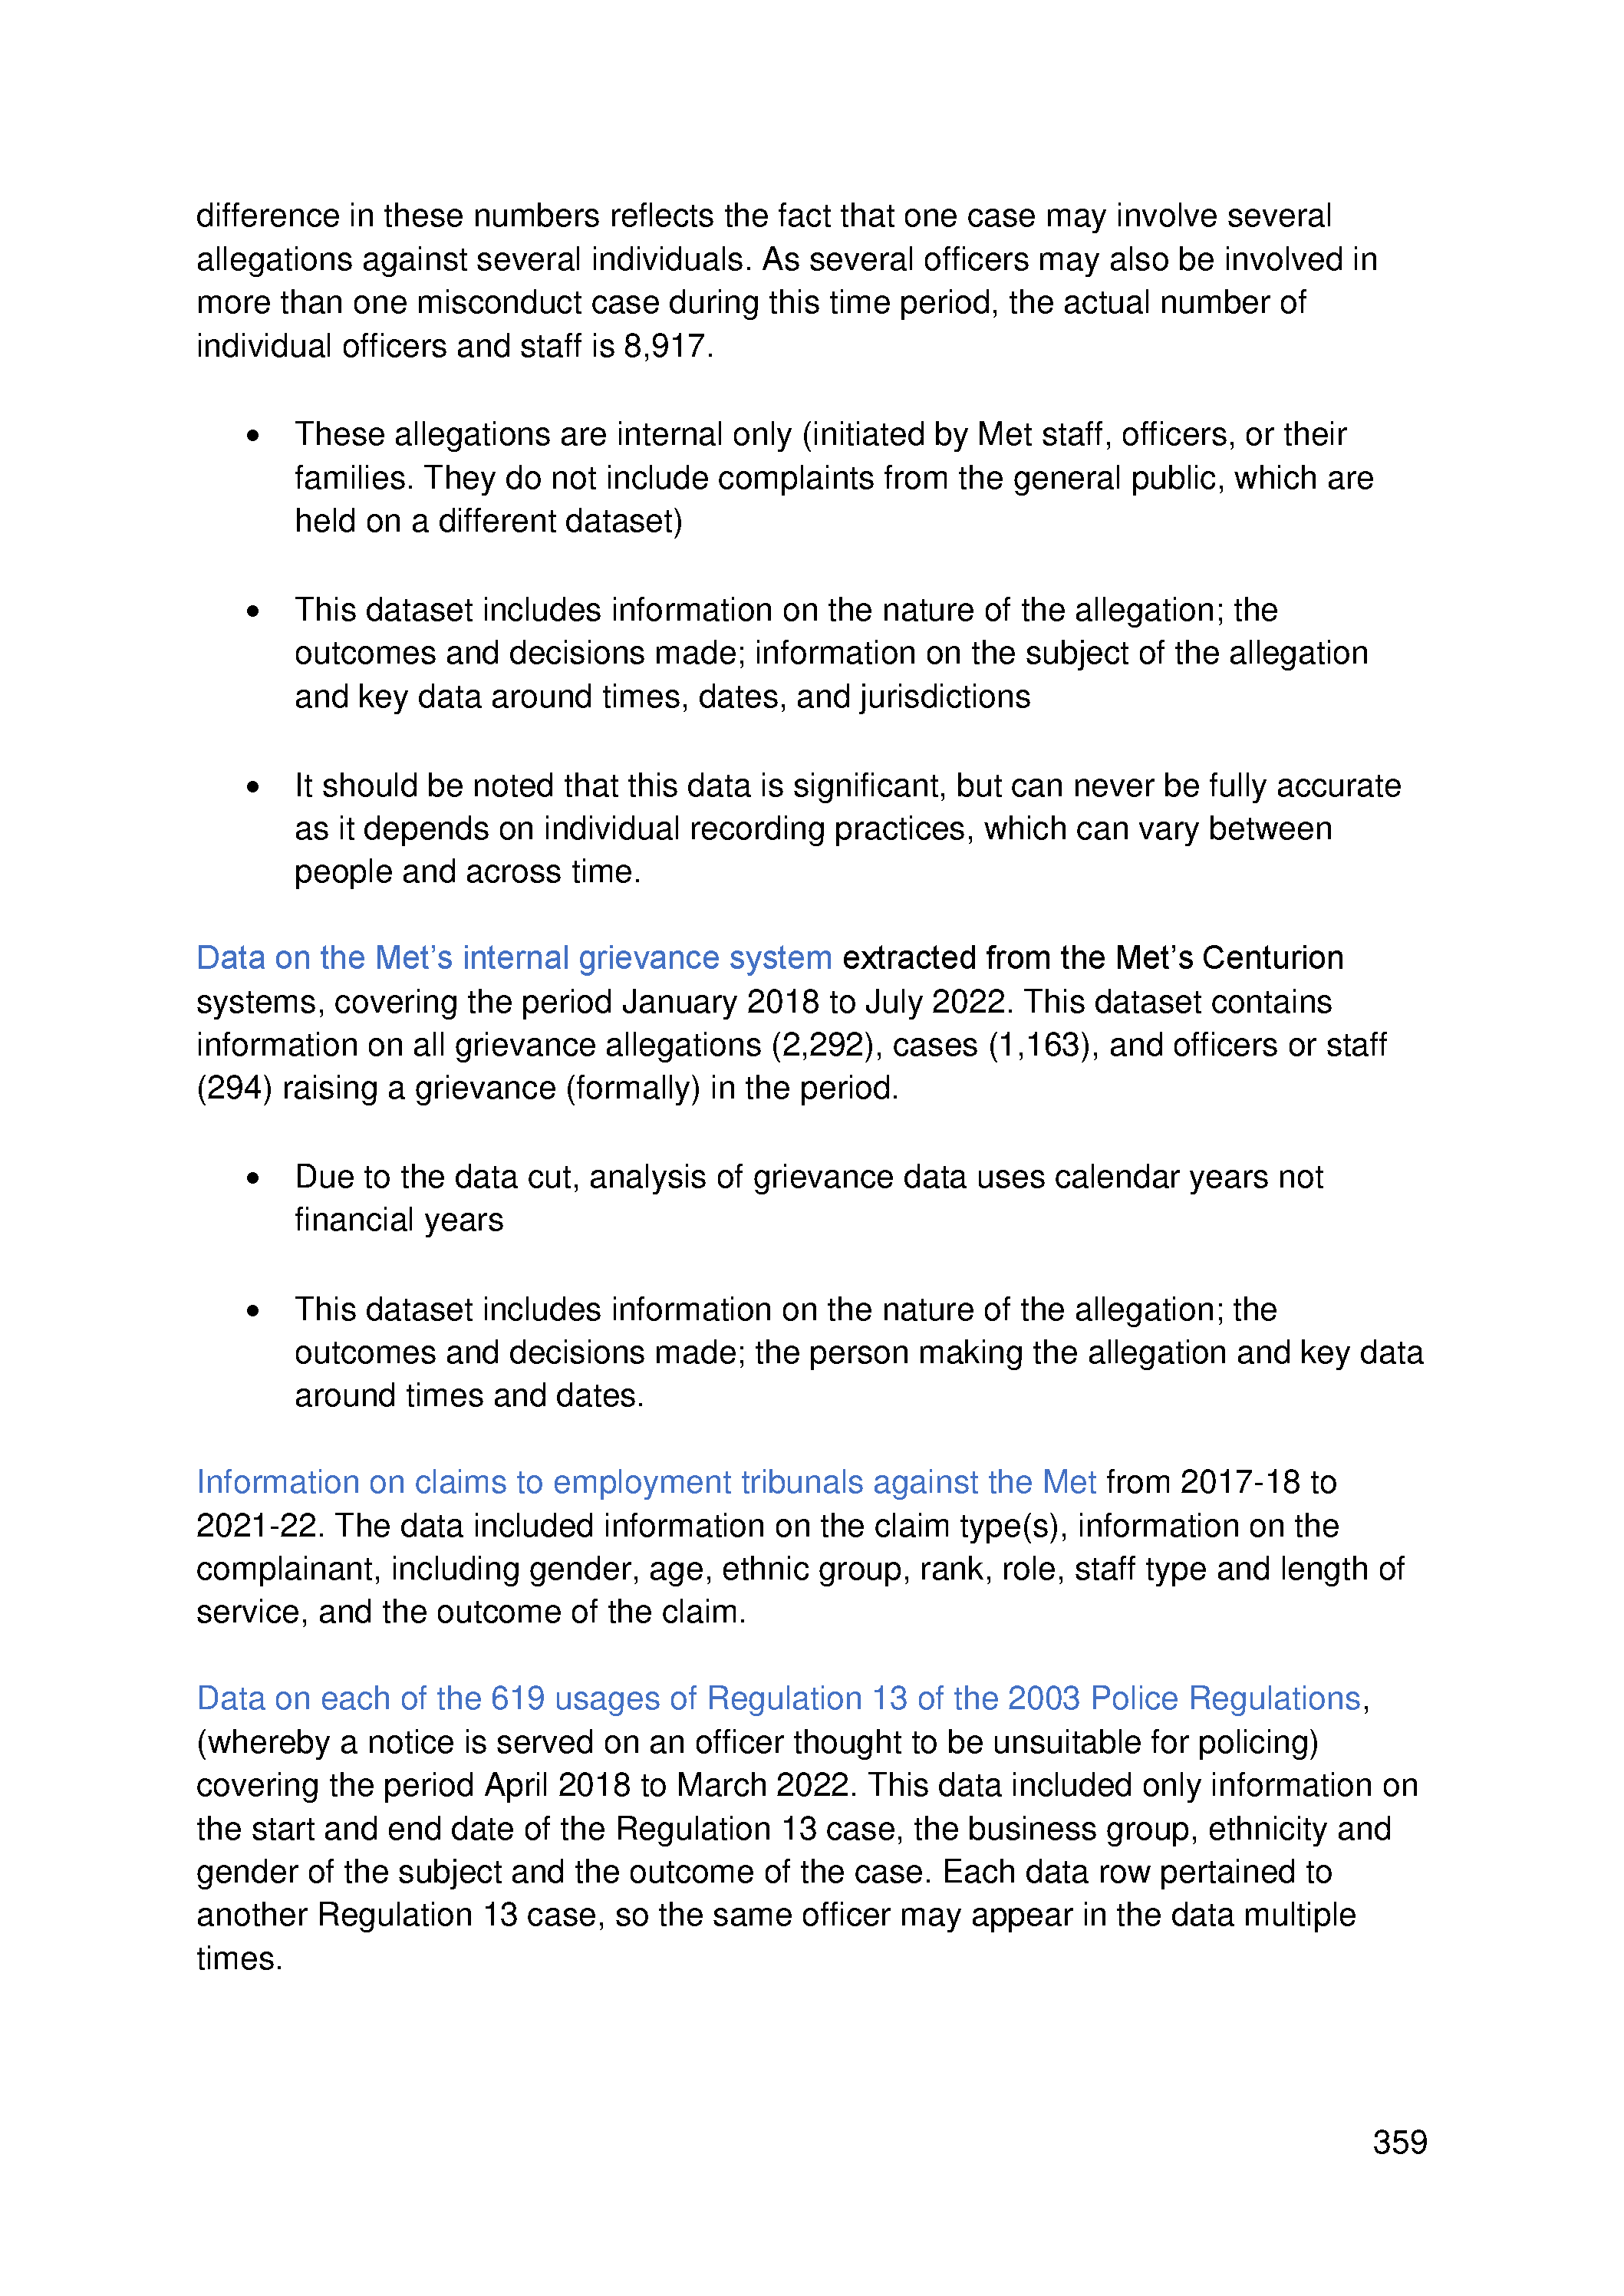 difference in these numbers reflects the fact that one case may involve several
allegations against several individuals. As several officers may also be involved in
more than one misconduct case during this time period, the actual number of
individual officers and staff is 8,917.
• These allegations are internal only (initiated by Met staff, officers, or their
families. They do not include complaints from the general public, which are
held on a different dataset)
• This dataset includes information on the nature of the allegation; the
outcomes and decisions made; information on the subject of the allegation
and key data around times, dates, and jurisdictions
• It should be noted that this data is significant, but can never be fully accurate
as it depends on individual recording practices, which can vary between
people and across time.
Data on the Met’s internal grievance system extracted from the Met’s Centurion
systems, covering the period January 2018 to July 2022. This dataset contains
information on all grievance allegations (2,292), cases (1,163), and officers or staff
(294) raising a grievance (formally) in the period.
• Due to the data cut, analysis of grievance data uses calendar years not
financial years
• This dataset includes information on the nature of the allegation; the
outcomes and decisions made; the person making the allegation and key data
around times and dates.
Information on claims to employment tribunals against the Met from 2017-18 to
2021-22. The data included information on the claim type(s), information on the
complainant, including gender, age, ethnic group, rank, role, staff type and length of
service, and the outcome of the claim.
Data on each of the 619 usages of Regulation 13 of the 2003 Police Regulations,
(whereby a notice is served on an officer thought to be unsuitable for policing)
covering the period April 2018 to March 2022. This data included only information on
the start and end date of the Regulation 13 case, the business group, ethnicity and
gender of the subject and the outcome of the case. Each data row pertained to
another Regulation 13 case, so the same officer may appear in the data multiple
times.
359